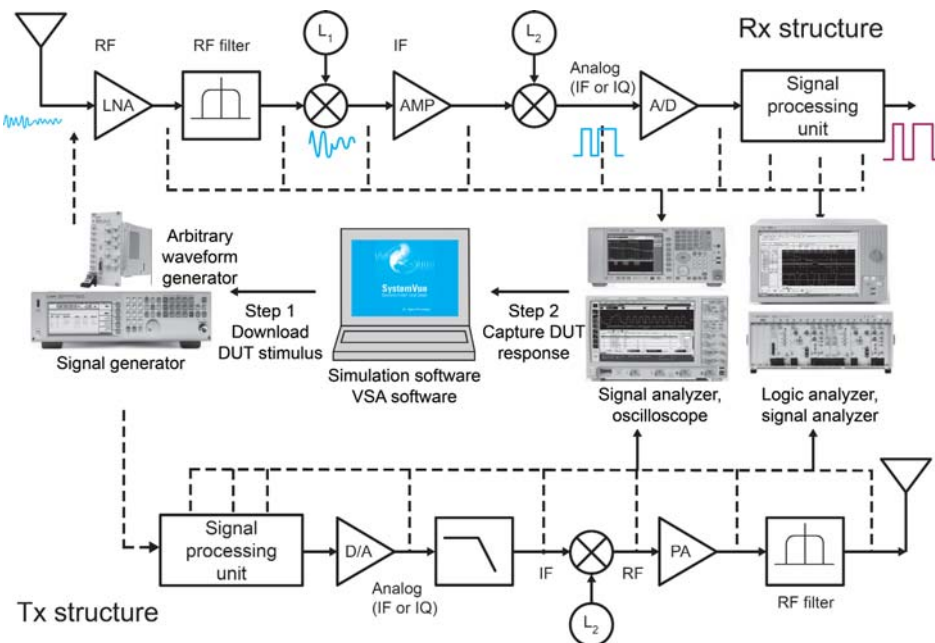 L1
L2
RF
RF filter
IF
Rx structure
Analog
(IF or IQ)
LNA
AMP
A/D
Signal
processing
unit
Arbitrary
waveform
generator
SystemVue
Step 1
Download
DUT stimulus
Step 2
Capture DUT
response
Signal generator
Simulation software
VSA software
Signal analyzer,
oscilloscope
Logic analyzer,
signal analyzer
Signal
processing
unit
D/A
Analog
(IF or IQ)
IF
RF
PA
RF filter
L2
Tx structure